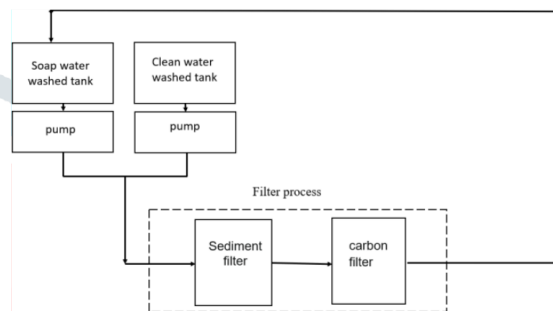 Soap water
washed tank
Clean water
washed tank
pump
pump
Filter process
Sediment
filter
carbon
filter